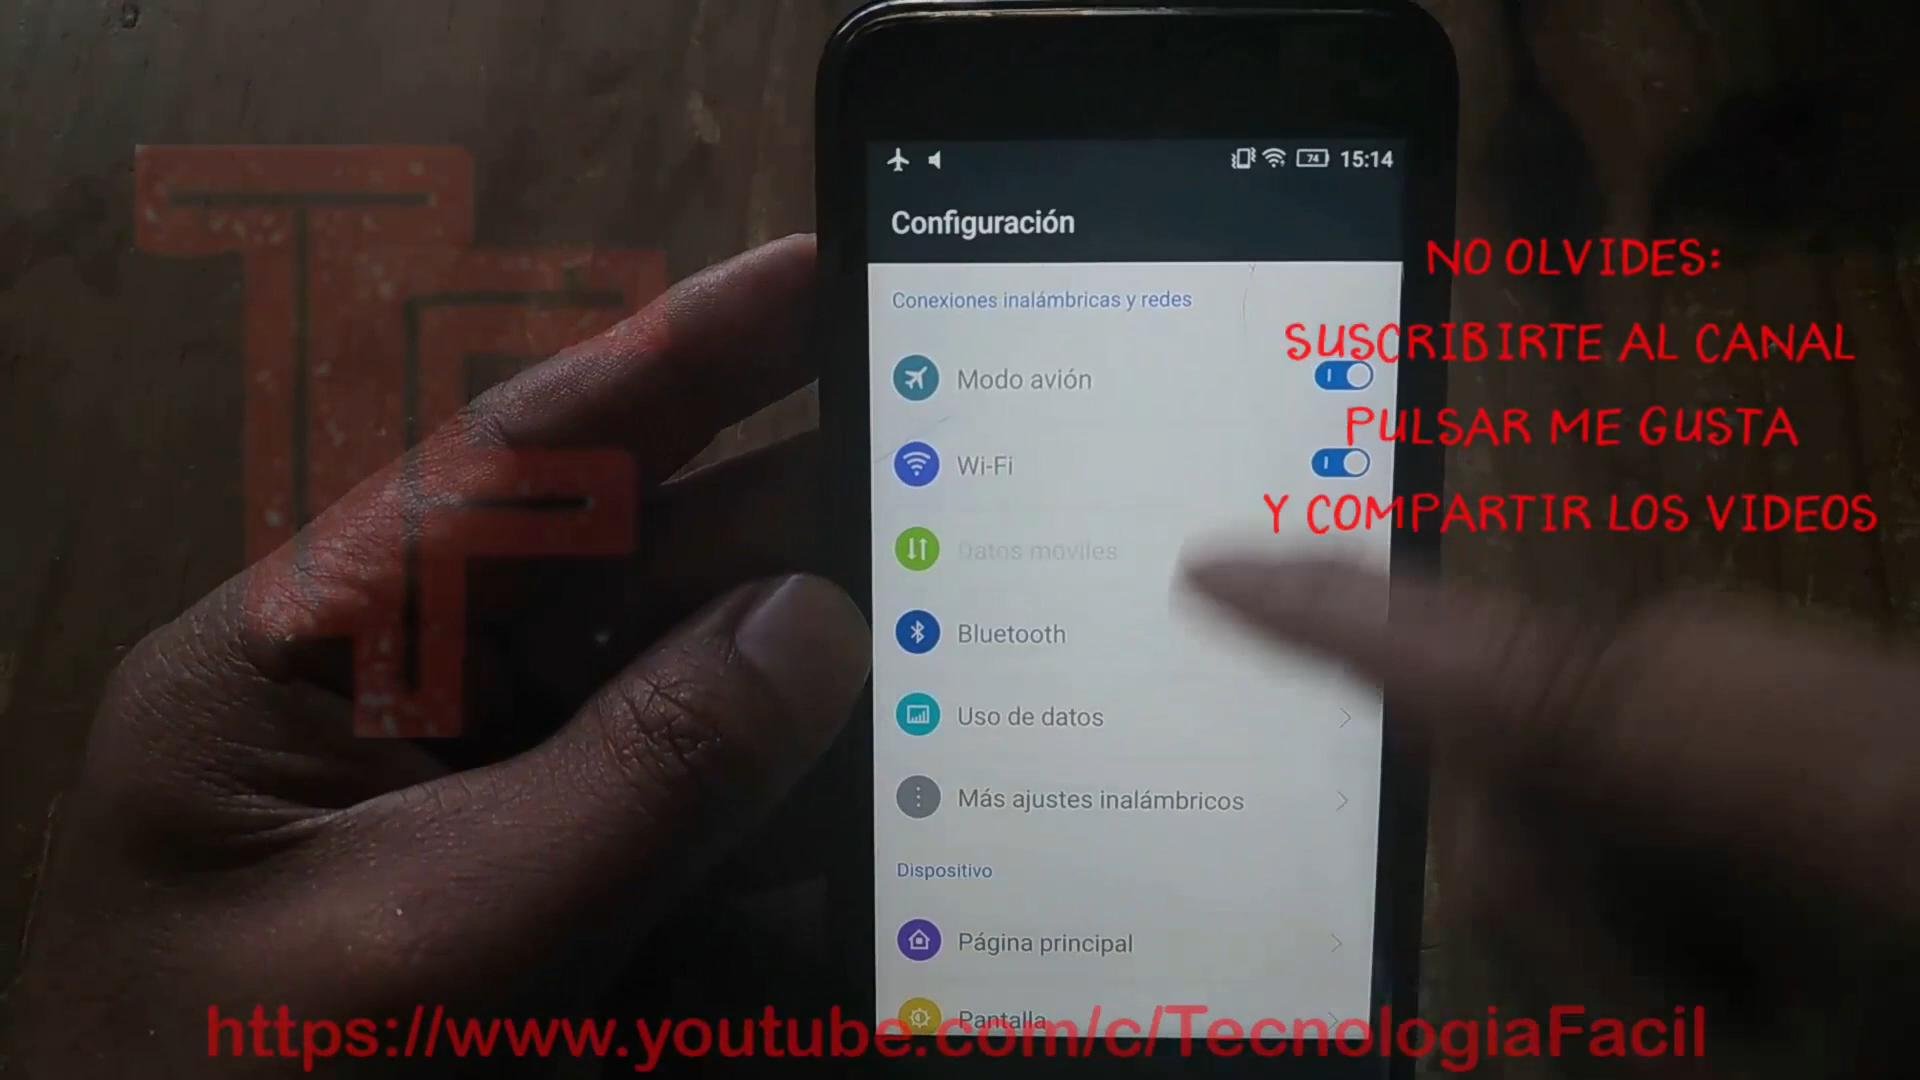 TF
74 15:14
Configuración
Conexiones inalámbricas y redes
Modo avión
Wi-Fi
Datos móviles
Bluetooth
Uso de datos
Más ajustes inalámbricos
Dispositivo
Página principal
Pantalla
NO OLVIDES:
SUSCRIBIRTE AL CANAL
PULSAR ME GUSTA
Y COMPARTIR LOS VIDEOS
https://www.youtube.com/c/TecnologiaFacil